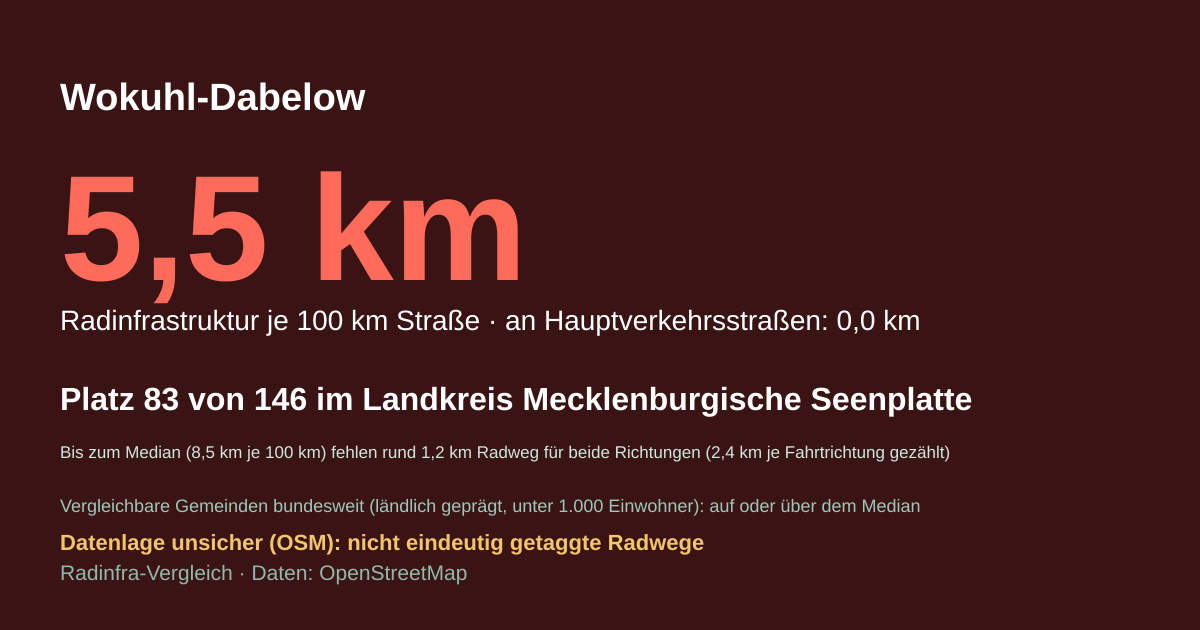 Wokuhl-Dabelow
5,5 km
Radinfrastruktur je 100 km Straße · an Hauptverkehrsstraßen: 0,0 km
Platz 83 von 146 im Landkreis Mecklenburgische Seenplatte
Bis zum Median (8,5 km je 100 km) fehlen rund 1,2 km Radweg für beide Richtungen (2,4 km je Fahrtrichtung gezählt)
Vergleichbare Gemeinden bundesweit (ländlich geprägt, unter 1.000 Einwohner): auf oder über dem Median
Datenlage unsicher (OSM): nicht eindeutig getaggte Radwege
Radinfra-Vergleich · Daten: OpenStreetMap